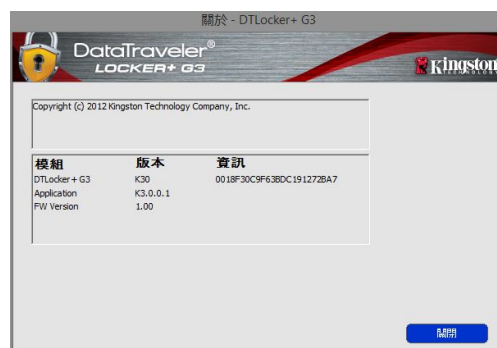 關於 - DTLocker+ G3
DataTraveler®
LOCKER+ G3
Kingston
TECHNOLOGY
Copyright (c) 2012 Kingston Technology Company, Inc.
模組 版本 資訊
DTLocker+ G3 K30 0018F30C9F63BDC191272BA7
Application K3.0.0.1
FW Version 1.00
關閉